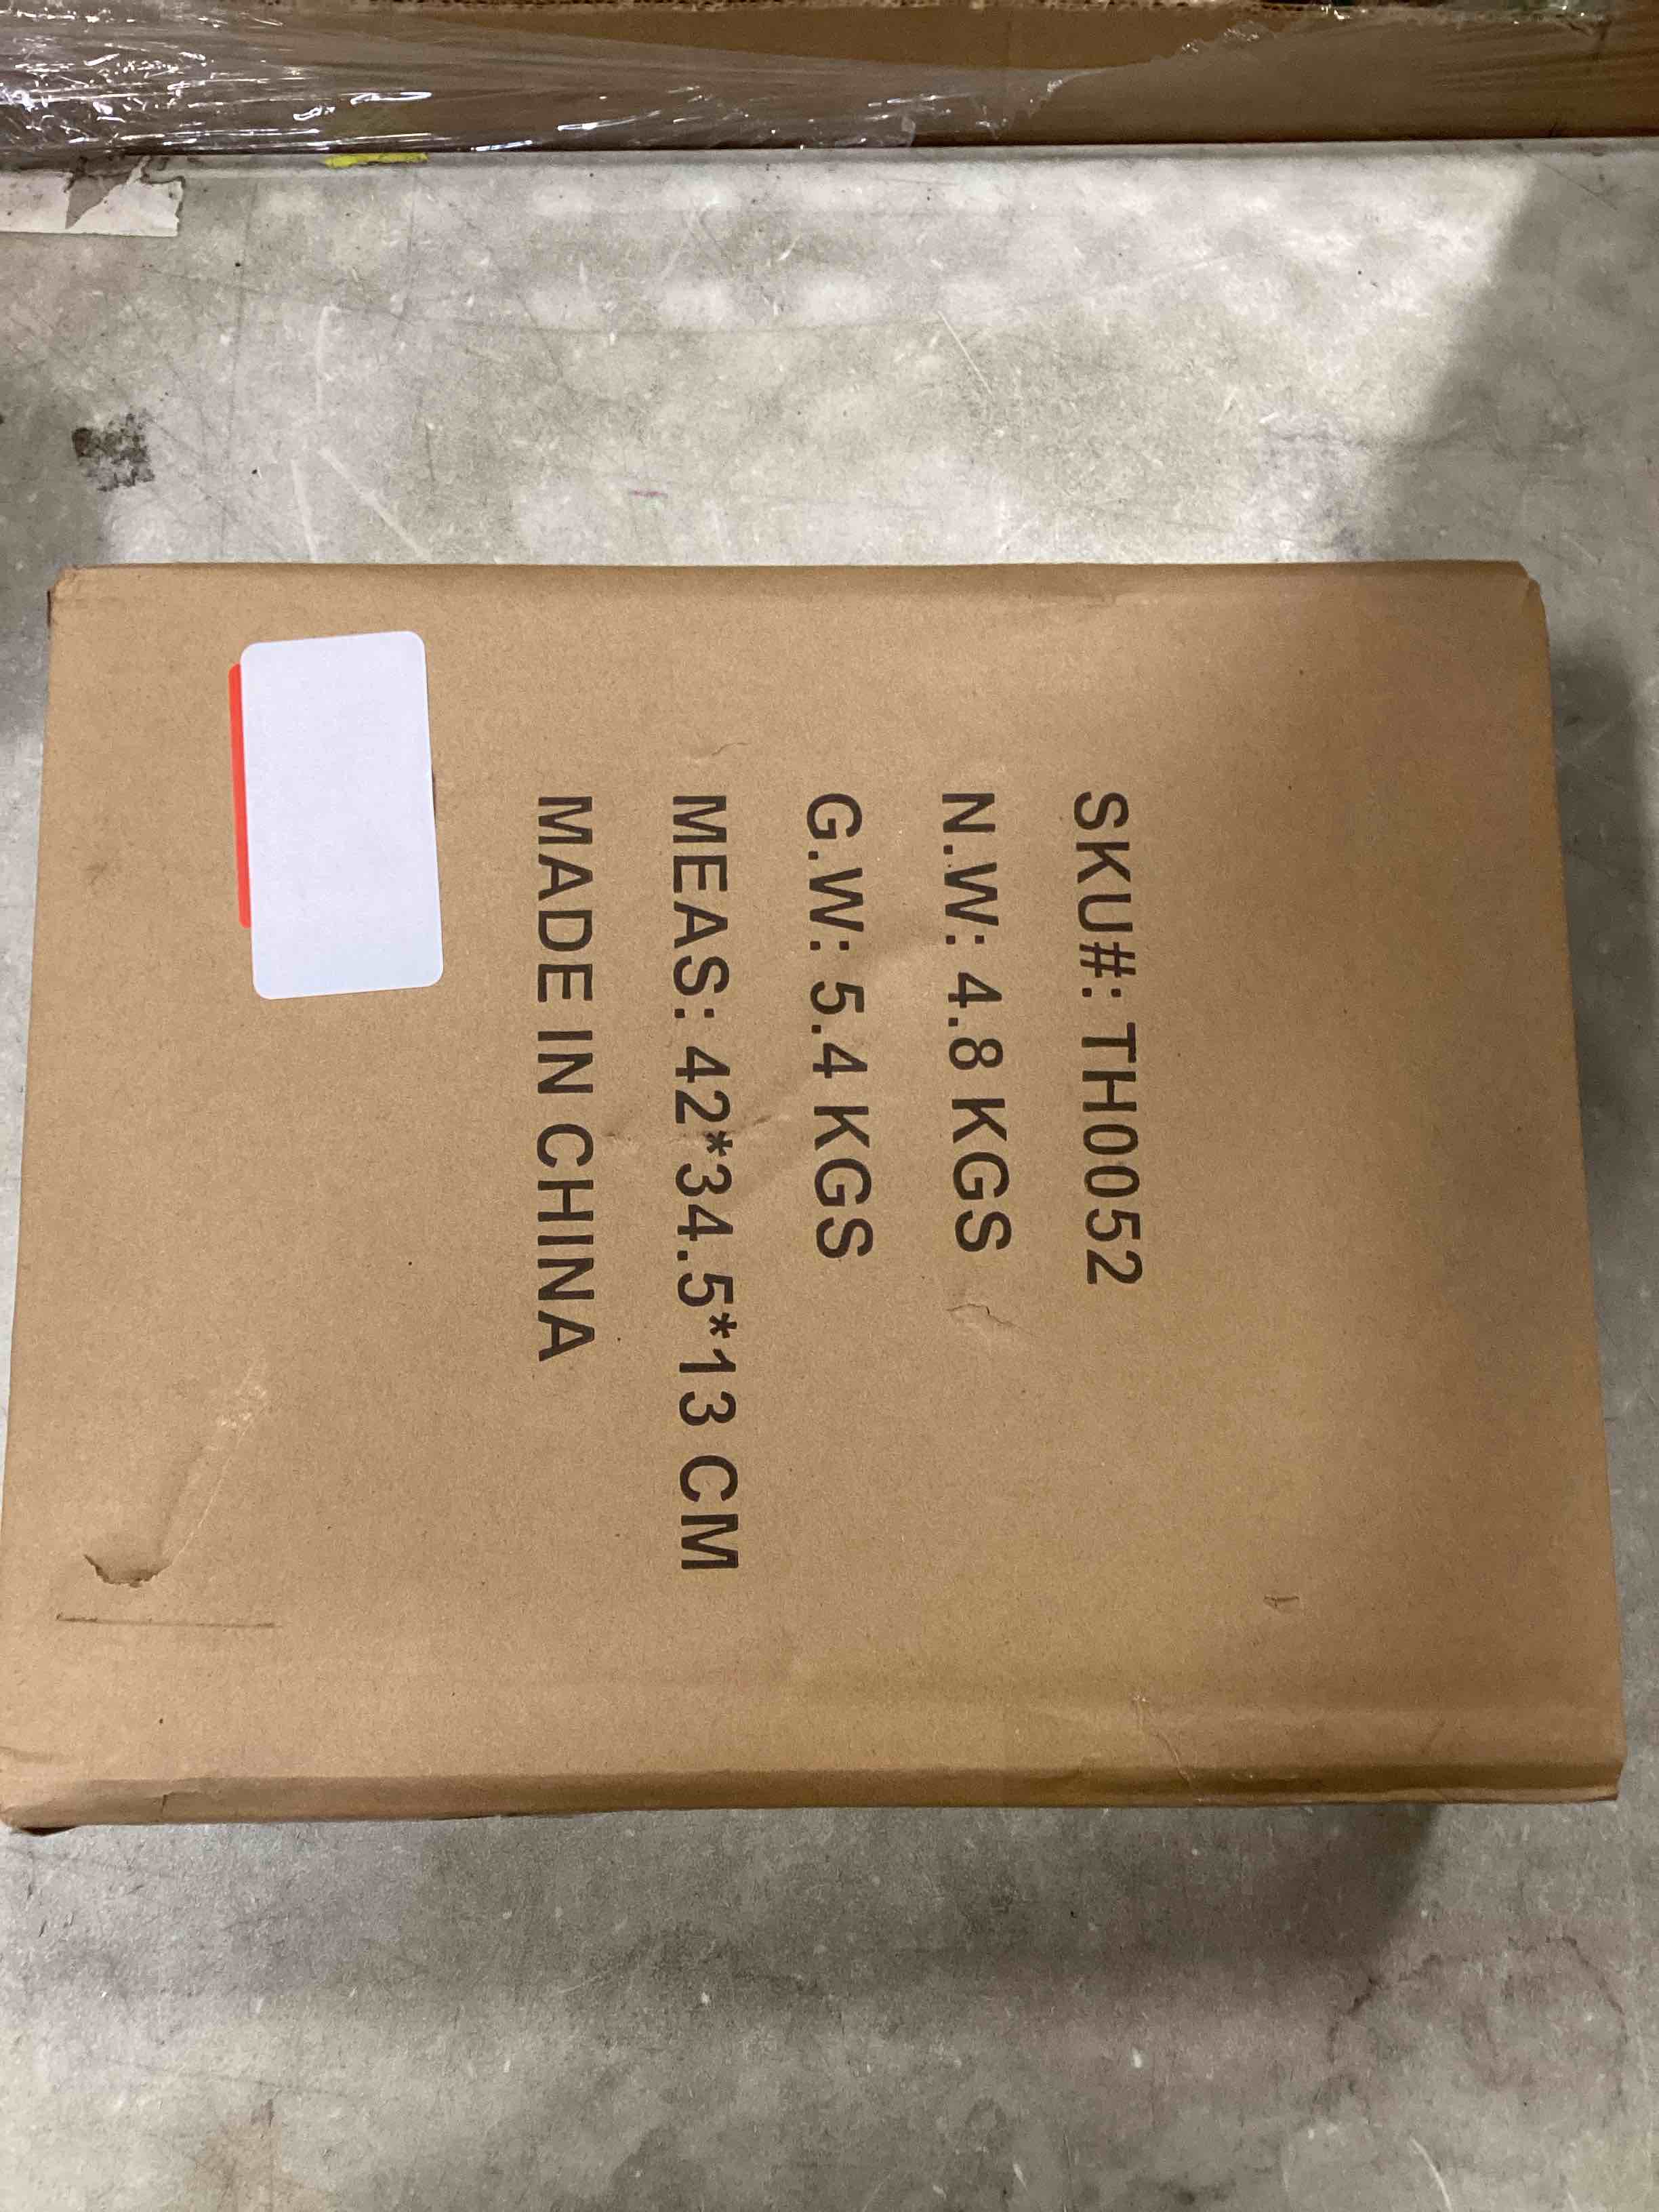 SKU#: TH0052
N.W: 4.8 KGS
G.W: 5.4 KGS
MEAS: 42*34.5*13 CM
MADE IN CHINA